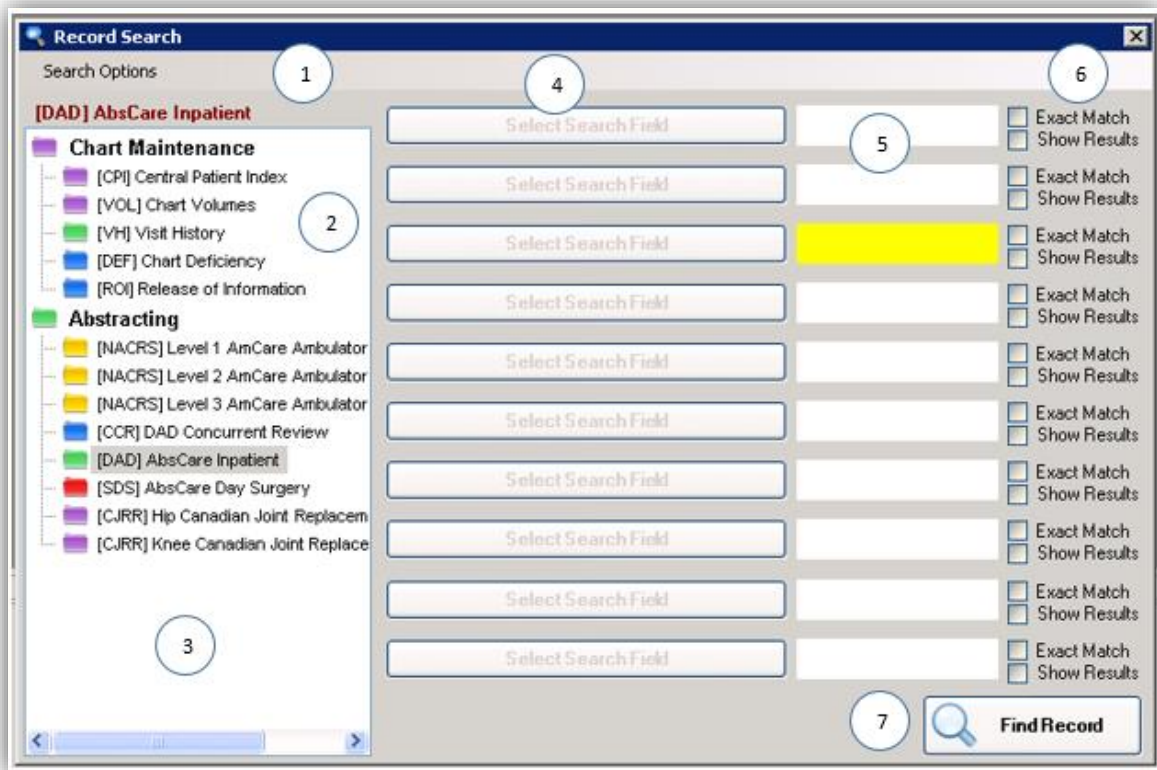 Record Search
Search Options
1
4
6
[DAD] AbsCare Inpatient
Chart Maintenance
[CPI] Central Patient Index
[VOL] Chart Volumes
[VH] Visit History
[DEF] Chart Deficiency
[ROI] Release of Information
Abstracting
[NACRS] Level 1 AmCare Ambulator
[NACRS] Level 2 AmCare Ambulator
[NACRS] Level 3 AmCare Ambulator
[CCR] DAD Concurrent Review
[DAD] AbsCare Inpatient
[SDS] AbsCare Day Surgery
[CJRR] Hip Canadian Joint Replacem
[CJRR] Knee Canadian Joint Replace
2
3
Select Search Field
5
Exact Match
Show Results
Select Search Field
Exact Match
Show Results
Select Search Field
Exact Match
Show Results
Select Search Field
Exact Match
Show Results
Select Search Field
Exact Match
Show Results
Select Search Field
Exact Match
Show Results
Select Search Field
Exact Match
Show Results
Select Search Field
Exact Match
Show Results
Select Search Field
Exact Match
Show Results
Select Search Field
Exact Match
Show Results
7
Find Record